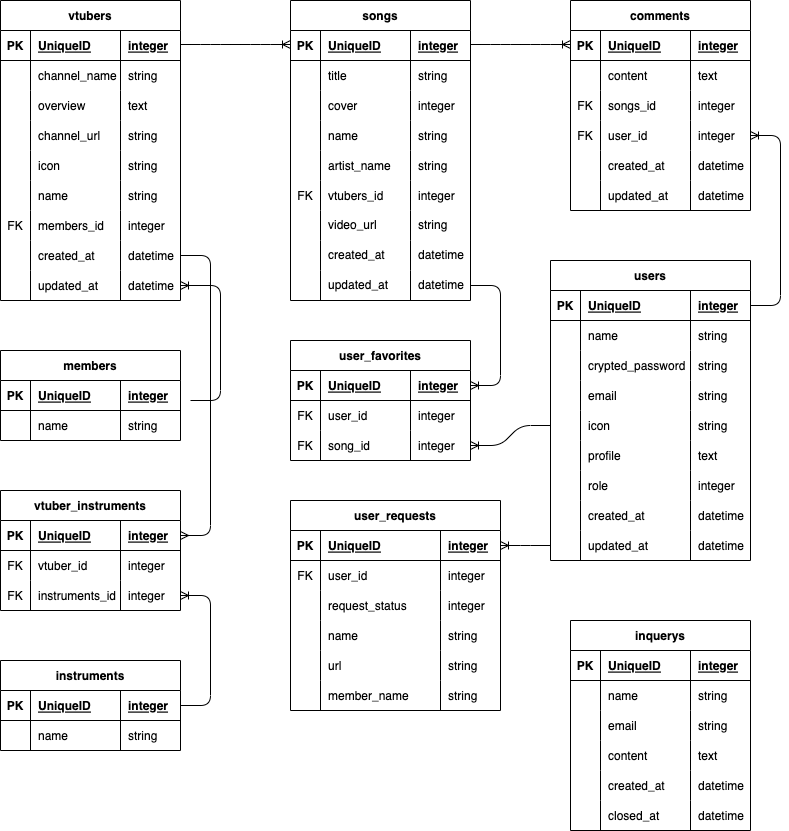 vtubers
PK UniqueID integer
channel_name string
overview text
channel_url string
icon string
name string
FK members_id integer
created_at datetime
updated_at datetime
members
PK UniqueID integer
name string
vtuber_instruments
PK UniqueID integer
FK vtuber_id integer
FK instruments_id integer
instruments
PK UniqueID integer
name string
songs
PK UniqueID integer
title string
cover integer
name string
artist_name string
FK vtubers_id integer
video_url string
created_at datetime
updated_at datetime
user_favorites
PK UniqueID integer
FK user_id integer
FK song_id integer
user_requests
PK UniqueID integer
FK user_id integer
request_status integer
name string
url string
member_name string
comments
PK UniqueID integer
content text
FK songs_id integer
FK user_id integer
created_at datetime
updated_at datetime
users
PK UniqueID integer
name string
crypted_password string
email string
icon string
profile text
role integer
created_at datetime
updated_at datetime
inquerys
PK UniqueID integer
name string
email string
content text
created_at datetime
closed_at datetime